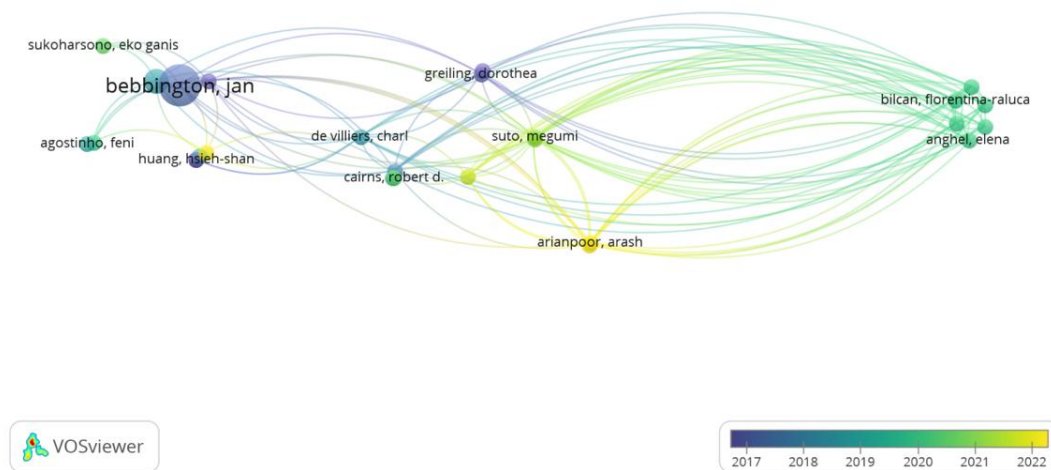 sukoharsono, eko ganis
bebbington, jan
greiling, dorothea
bilcan, florentina-raluca
agostinho, feni
de villiers, charl
suto, megumi
anghel, elena
huang, hsieh-shan
cairns, robert d.
arianpoor, arash
VOSviewer
2017 2018 2019 2020 2021 2022